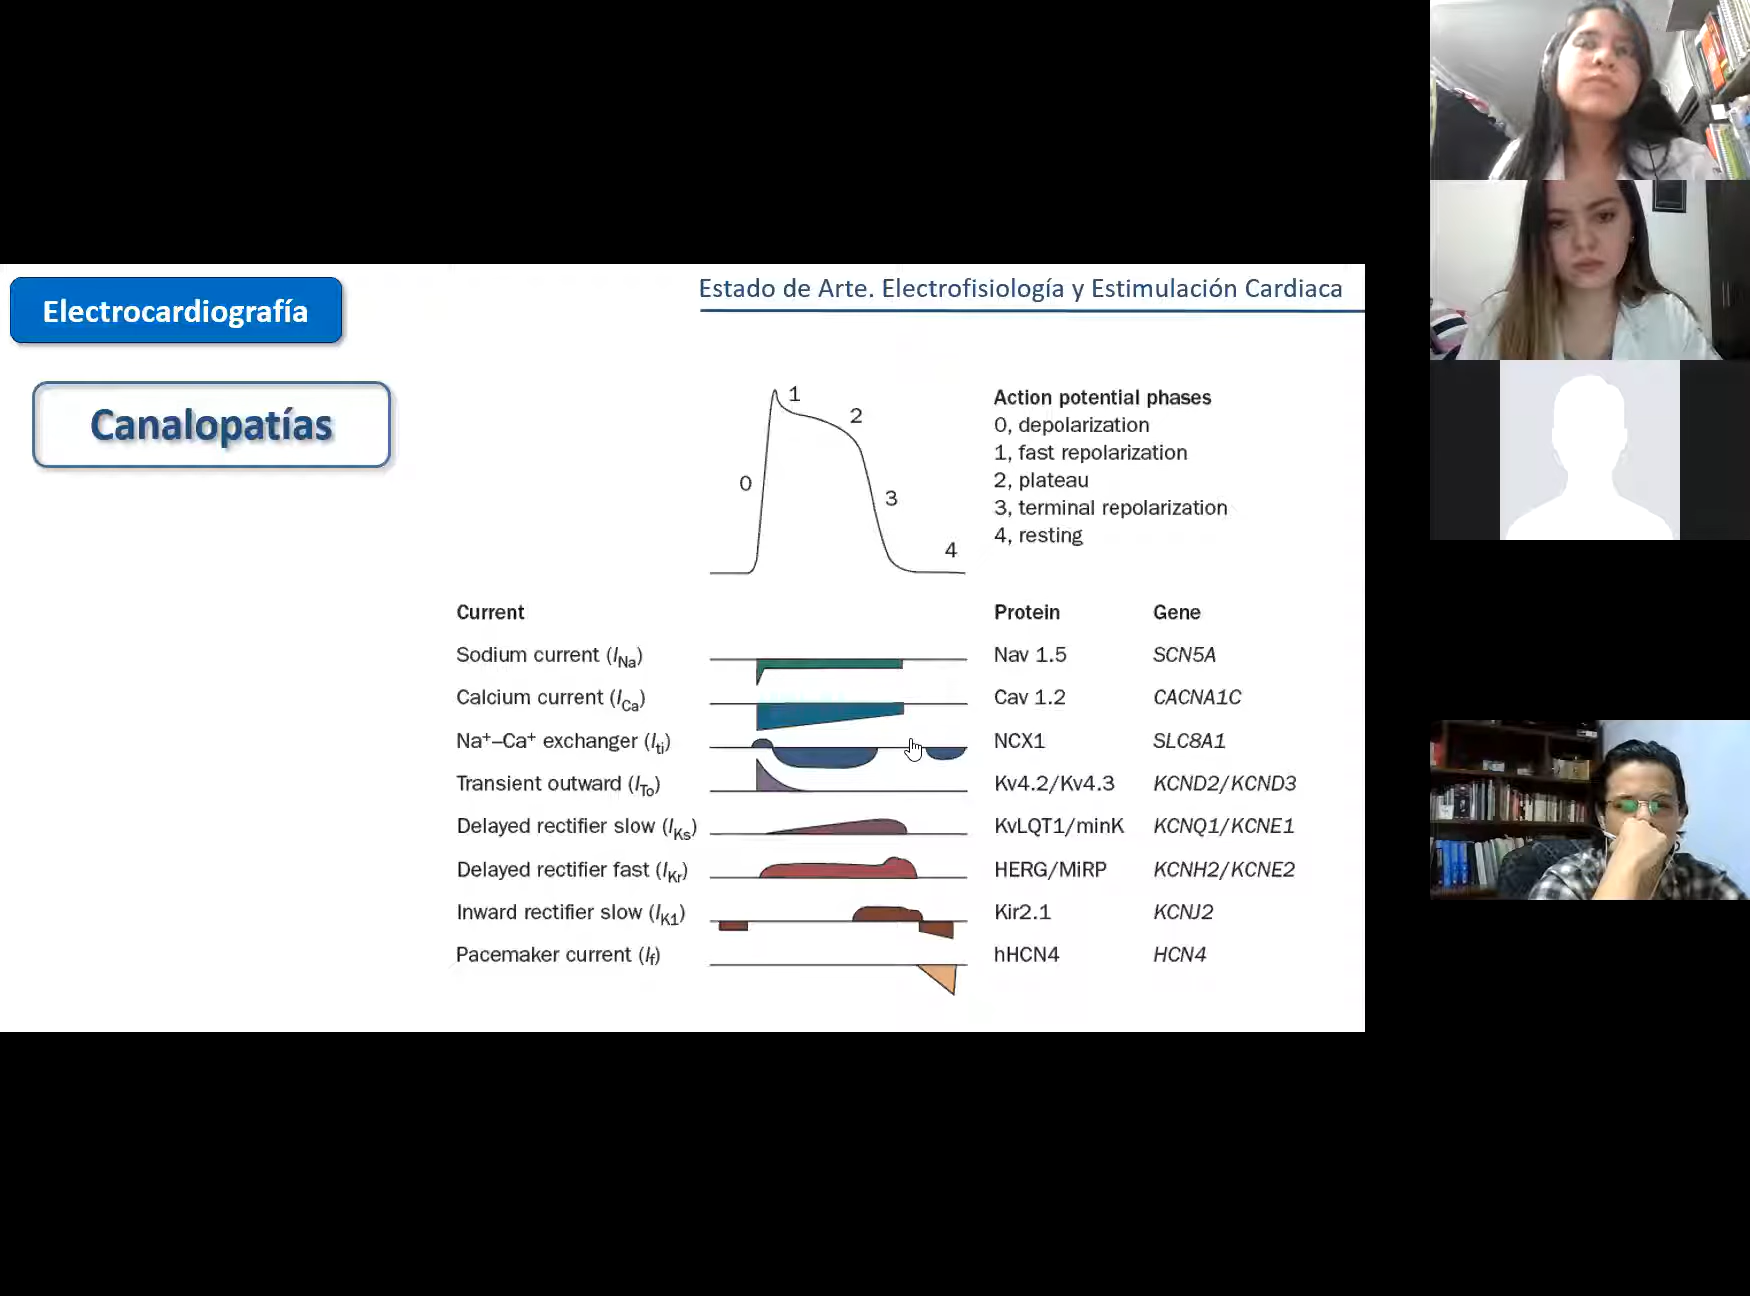 Electrocardiografía
Estado de Arte. Electrofisiología y Estimulación Cardiaca
Canalopatías
1
2
0
3
4
Action potential phases
0, depolarization
1, fast repolarization
2, plateau
3, terminal repolarization
4, resting
Current Protein Gene
Sodium current (INa) Nav 1.5 SCN5A
Calcium current (ICa) Cav 1.2 CACNA1C
Na⁺–Ca⁺ exchanger (Iti) NCX1 SLC8A1
Transient outward (ITo) Kv4.2/Kv4.3 KCND2/KCND3
Delayed rectifier slow (IKs) KvLQT1/minK KCNQ1/KCNE1
Delayed rectifier fast (IKr) HERG/MiRP KCNH2/KCNE2
Inward rectifier slow (IK1) Kir2.1 KCNJ2
Pacemaker current (If) hHCN4 HCN4